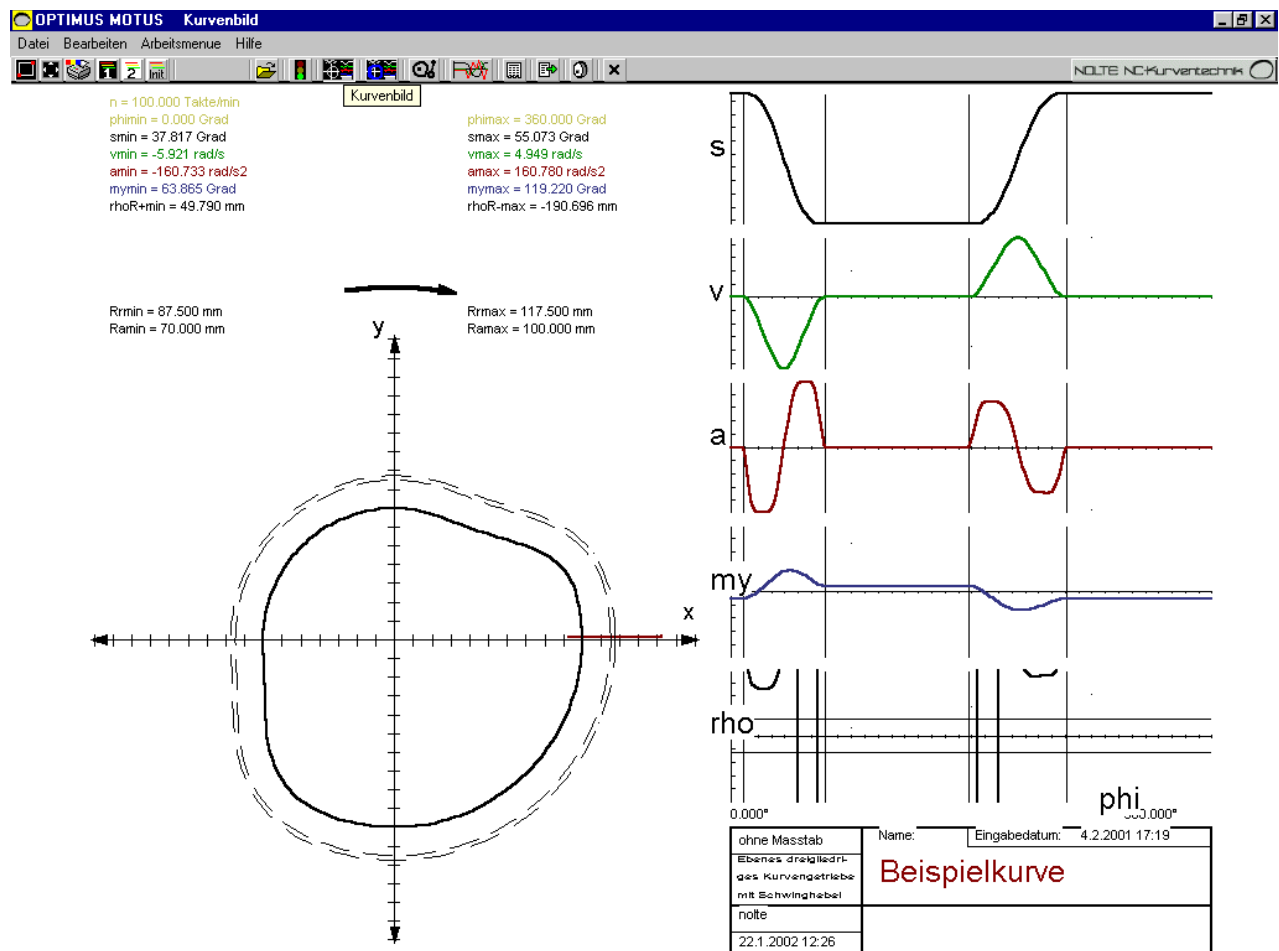 OPTIMUS MOTUS Kurvenbild
Datei Bearbeiten Arbeitsmenue Hilfe
1 2 Init
NOLTE NC-Kurventechnik
Kurvenbild
n = 100.000 Takte/min
phimin = 0.000 Grad phimax = 360.000 Grad
smin = 37.817 Grad smax = 55.073 Grad
vmin = -5.921 rad/s vmax = 4.949 rad/s
amin = -160.733 rad/s2 amax = 160.780 rad/s2
mymin = 63.865 Grad mymax = 119.220 Grad
rhoR+min = 49.790 mm rhoR-max = -190.696 mm
Rrmin = 87.500 mm Rrmax = 117.500 mm
Ramin = 70.000 mm Ramax = 100.000 mm
y
x
s
v
a
my
rho
phi
0.000°
ohne Masstab
Ebenes dreigliedri-
ges Kurvengetriebe
mit Schwinghebel
nolte
22.1.2002 12:26
Name: Eingabedatum: 4.2.2001 17:19
Beispielkurve